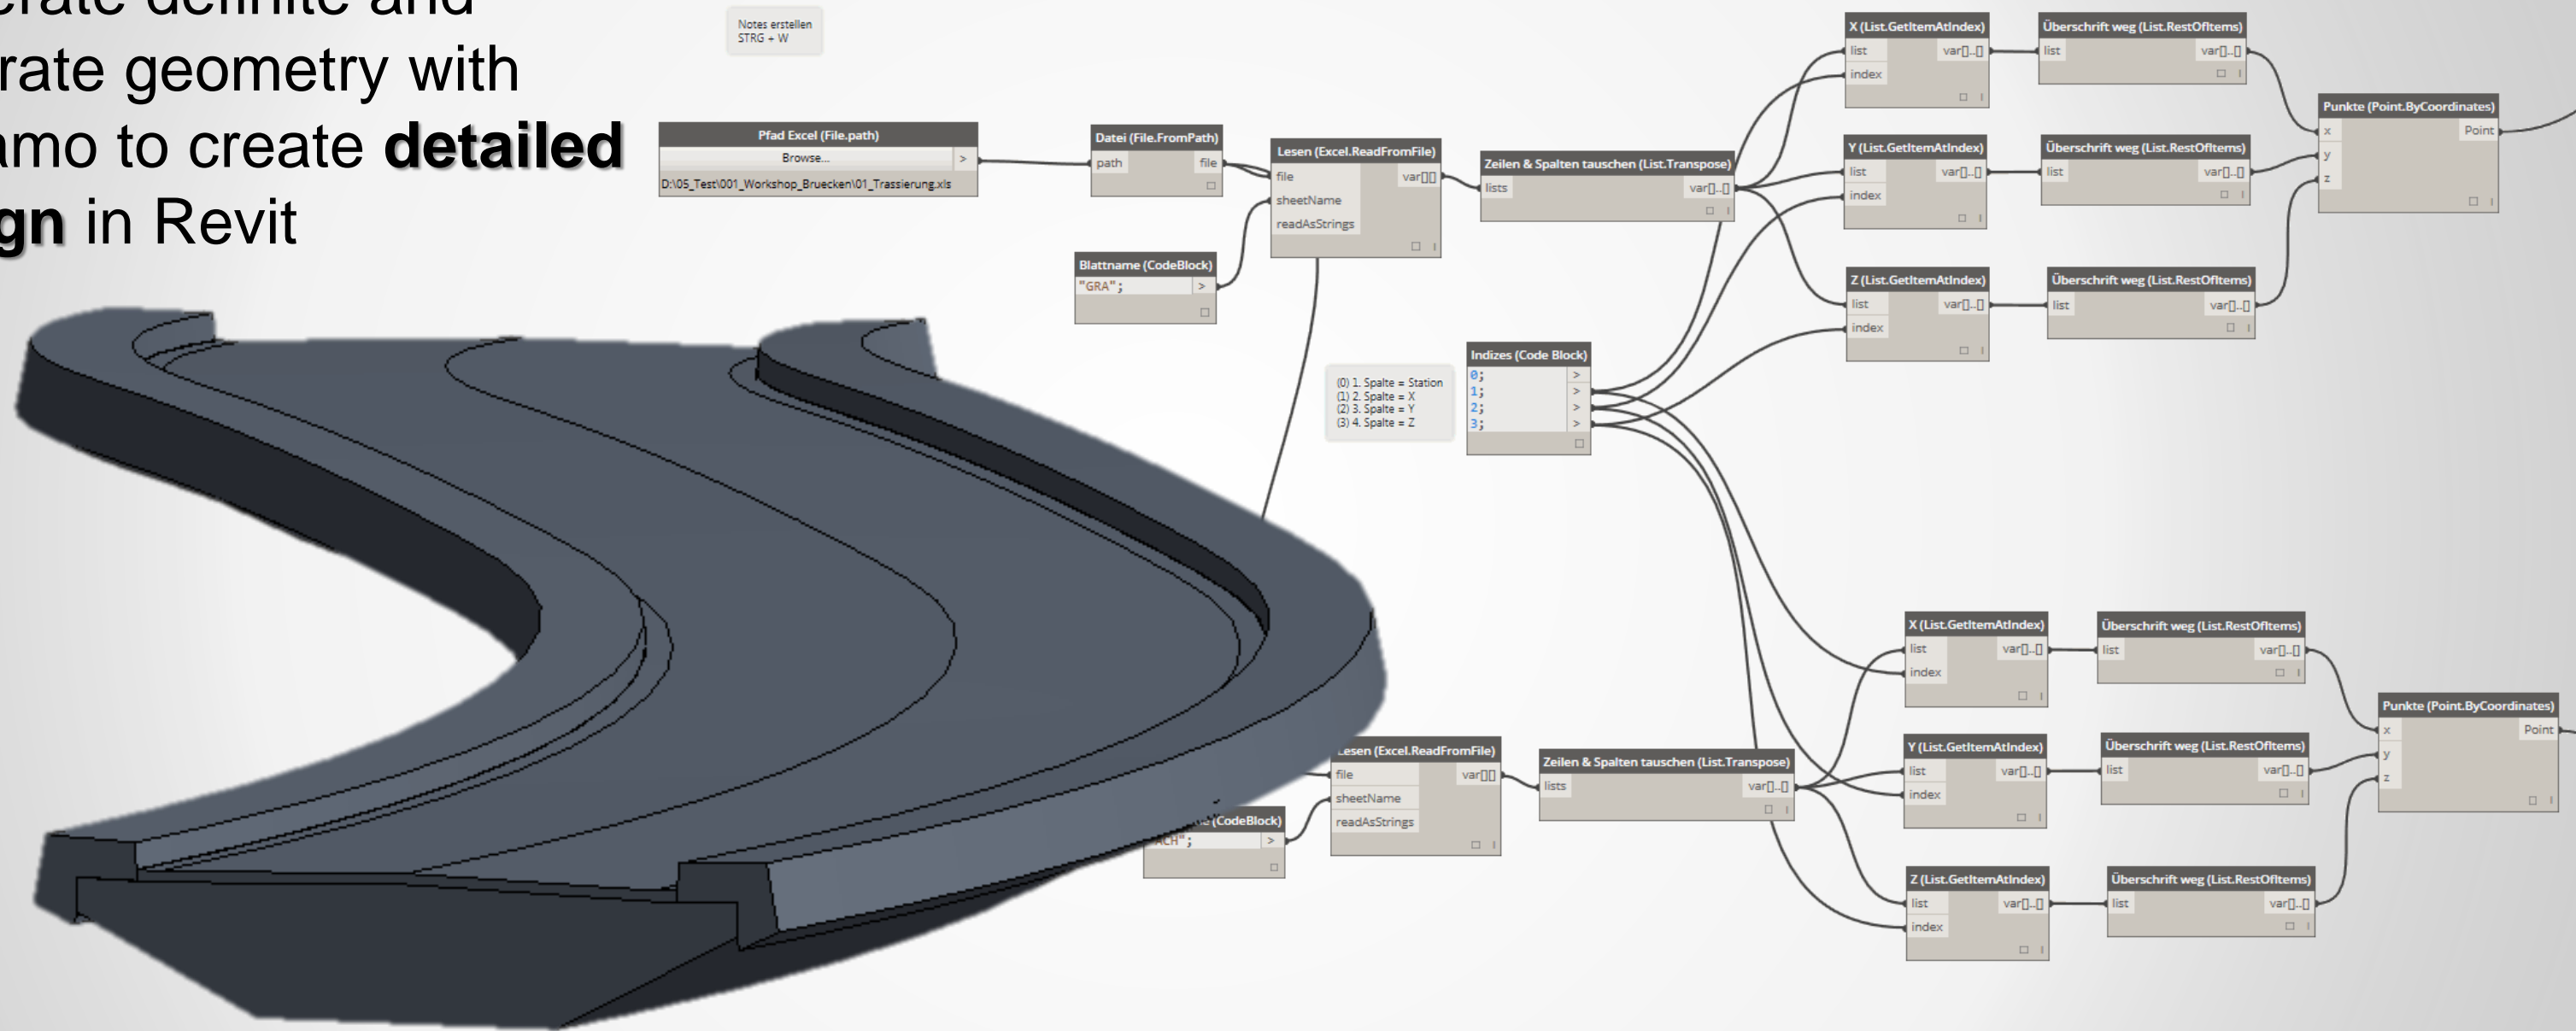 rate geometry with
to create detailed
in Revit
Notes erstellen
STRG + W
Pfad Excel (File.path)
Browse... >
D:\05_Test\001_Workshop_Bruecken\01_Trassierung.xls
Datei (File.FromPath)
path file
Blattname (CodeBlock)
"GRA"; >
Lesen (Excel.ReadFromFile)
file var[][]
sheetName
readAsStrings
Zeilen & Spalten tauschen (List.Transpose)
lists var[]..[]
(0) 1. Spalte = Station
(1) 2. Spalte = X
(2) 3. Spalte = Y
(3) 4. Spalte = Z
Indizes (Code Block)
0; >
1; >
2; >
3; >
X (List.GetItemAtIndex)
list var[]..[]
index
Überschrift weg (List.RestOfItems)
list var[]..[]
Y (List.GetItemAtIndex)
list var[]..[]
index
Überschrift weg (List.RestOfItems)
list var[]..[]
Z (List.GetItemAtIndex)
list var[]..[]
index
Überschrift weg (List.RestOfItems)
list var[]..[]
Punkte (Point.ByCoordinates)
x Point
y
z
(CodeBlock)
ACH"; >
Lesen (Excel.ReadFromFile)
file var[][]
sheetName
readAsStrings
Zeilen & Spalten tauschen (List.Transpose)
lists var[]..[]
X (List.GetItemAtIndex)
list var[]..[]
index
Überschrift weg (List.RestOfItems)
list var[]..[]
Y (List.GetItemAtIndex)
list var[]..[]
index
Überschrift weg (List.RestOfItems)
list var[]..[]
Z (List.GetItemAtIndex)
list var[]..[]
index
Überschrift weg (List.RestOfItems)
list var[]..[]
Punkte (Point.ByCoordinates)
x Point
y
z